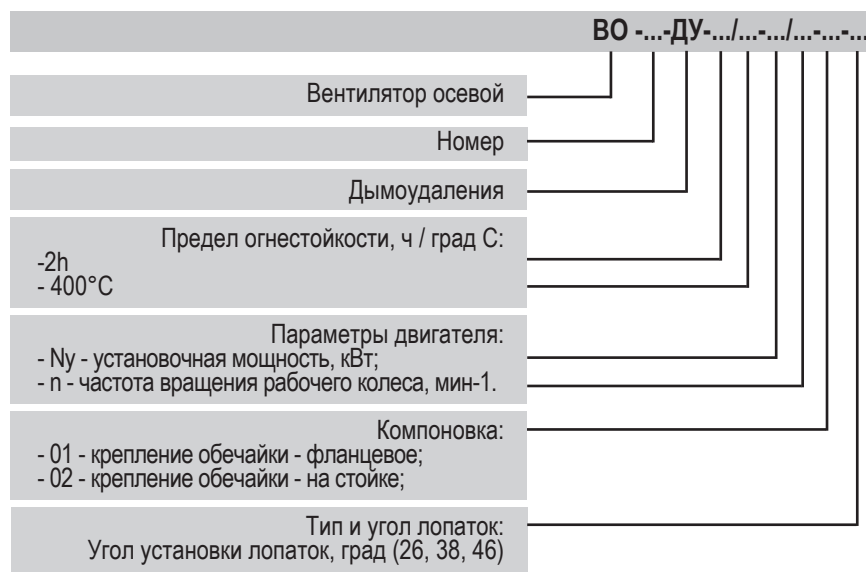 ВО -...-ДУ-.../...-.../...-...-...
Вентилятор осевой
Номер
Дымоудаления
Предел огнестойкости, ч / град С:
-2h
- 400°C
Параметры двигателя:
- Ny - установочная мощность, кВт;
- n - частота вращения рабочего колеса, мин-1.
Компоновка:
- 01 - крепление обечайки - фланцевое;
- 02 - крепление обечайки - на стойке;
Тип и угол лопаток:
Угол установки лопаток, град (26, 38, 46)